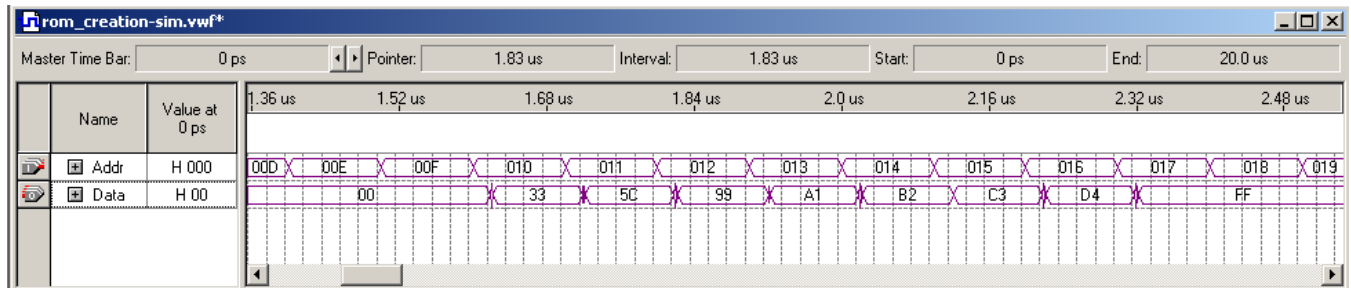 rom_creation-sim.vwf*
Master Time Bar: 0 ps Pointer: 1.83 us Interval: 1.83 us Start: 0 ps End: 20.0 us
Name Value at 0 ps 1.36 us 1.52 us 1.68 us 1.84 us 2.0 us 2.16 us 2.32 us 2.48 us
Addr H 000 00D 00E 00F 010 011 012 013 014 015 016 017 018 019
Data H 00 00 33 5C 99 A1 B2 C3 D4 FF